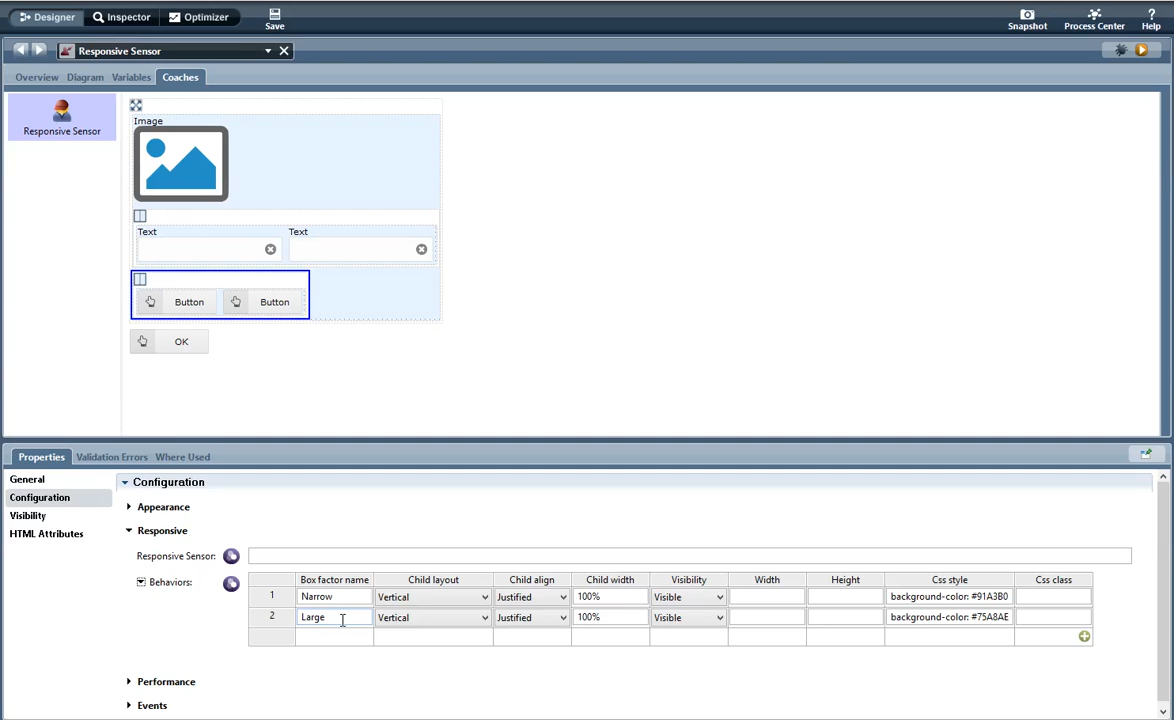 Designer Inspector Optimizer Save Snapshot Process Center Help
Responsive Sensor
Overview Diagram Variables Coaches
Responsive Sensor
Image
Text Text
Button Button
OK
Properties Validation Errors Where Used
General
Configuration
Visibility
HTML Attributes
Configuration
Appearance
Responsive
Responsive Sensor:
Behaviors:
Box factor name Child layout Child align Child width Visibility Width Height Css style Css class
1 Narrow Vertical Justified 100% Visible background-color: #91A3B0
2 Large Vertical Justified 100% Visible background-color: #75A8AE
Performance
Events